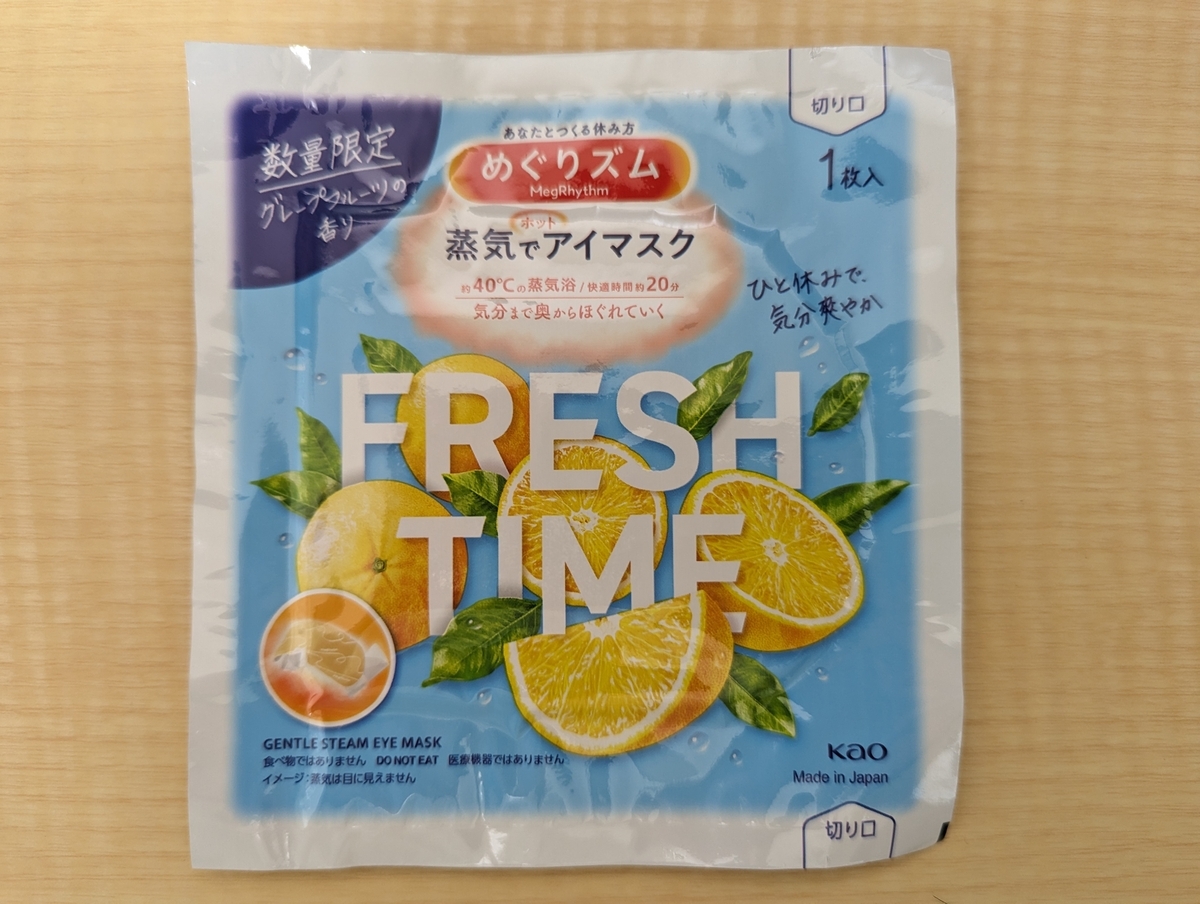 切り口
数量限定
グレープフルーツの
香り
あなたとつくる休み方
めぐりズム
MegRhythm
ホット
蒸気でアイマスク
約40℃の蒸気浴/快適時間約20分
気分まで奥からほぐれていく
1枚入
ひと休みで、
気分爽やか
FRESH
TIME
GENTLE STEAM EYE MASK
食べ物ではありません DO NOT EAT 医療機器ではありません
イメージ:蒸気は目に見えません
Kao
Made in Japan
切り口